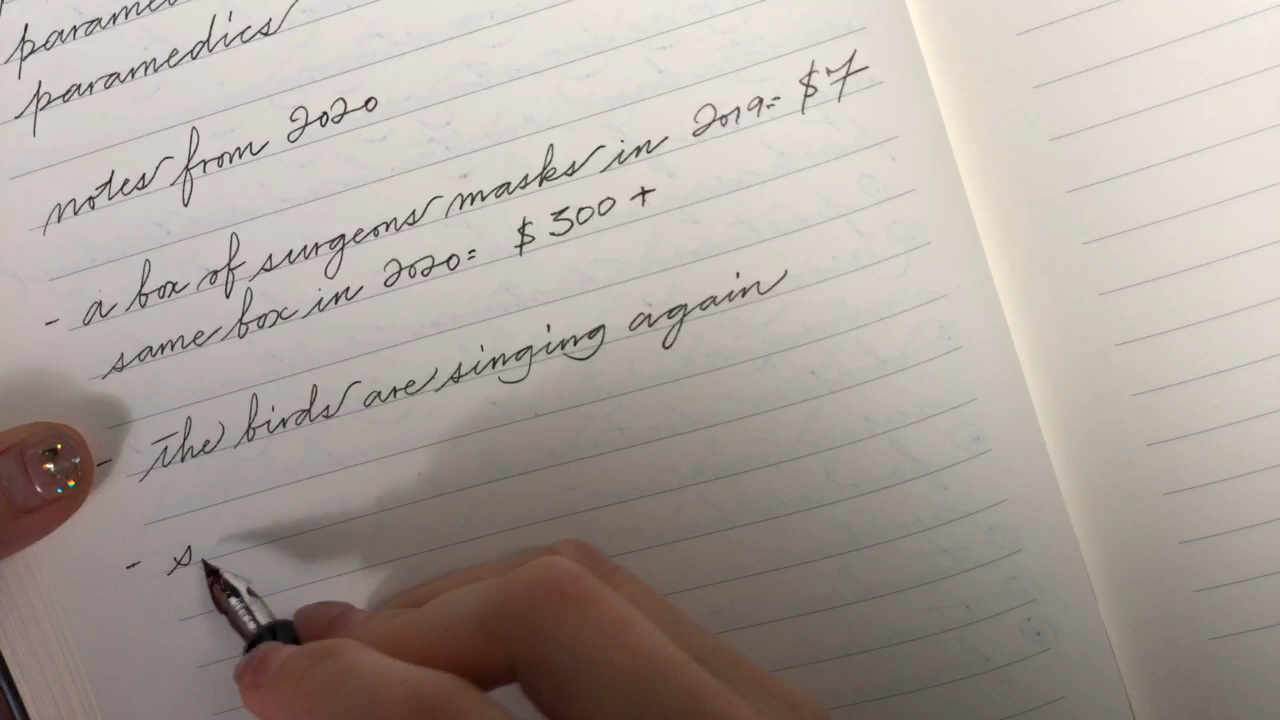 paramedics
paramedics
notes from 2020
- a box of surgeons masks in 2019= $7
same box in 2020= $300+
- The birds are singing again
- s